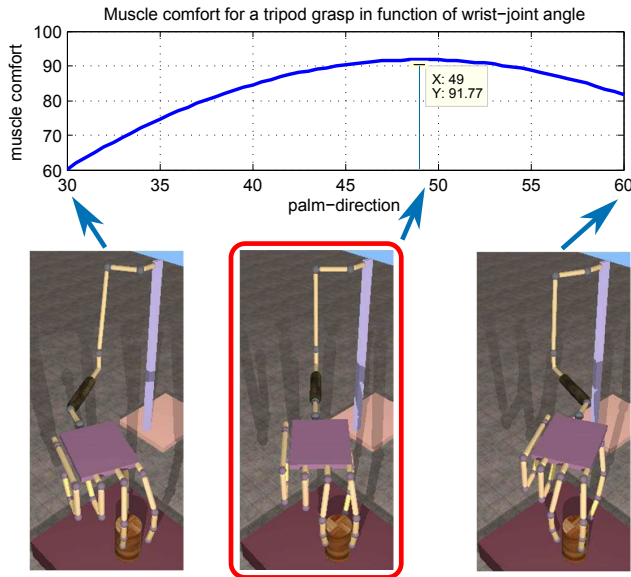 Muscle comfort for a tripod grasp in function of wrist−joint angle
100
90
80
70
60
muscle comfort
X: 49
Y: 91.77
30 35 40 45 50 55 60
palm−direction